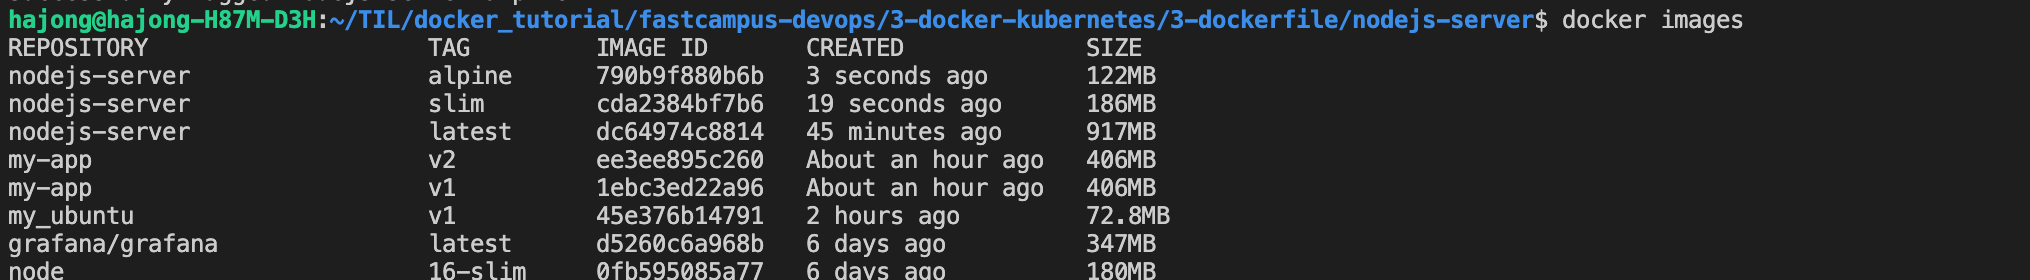 hajong@hajong-H87M-D3H:~/TIL/docker_tutorial/fastcampus-devops/3-docker-kubernetes/3-dockerfile/nodejs-server$ docker images
REPOSITORY TAG IMAGE ID CREATED SIZE
nodejs-server alpine 790b9f880b6b 3 seconds ago 122MB
nodejs-server slim cda2384bf7b6 19 seconds ago 186MB
nodejs-server latest dc64974c8814 45 minutes ago 917MB
my-app v2 ee3ee895c260 About an hour ago 406MB
my-app v1 1ebc3ed22a96 About an hour ago 406MB
my_ubuntu v1 45e376b14791 2 hours ago 72.8MB
grafana/grafana latest d5260c6a968b 6 days ago 347MB
node 16-slim 0fb595085a77 6 days ago 180MB